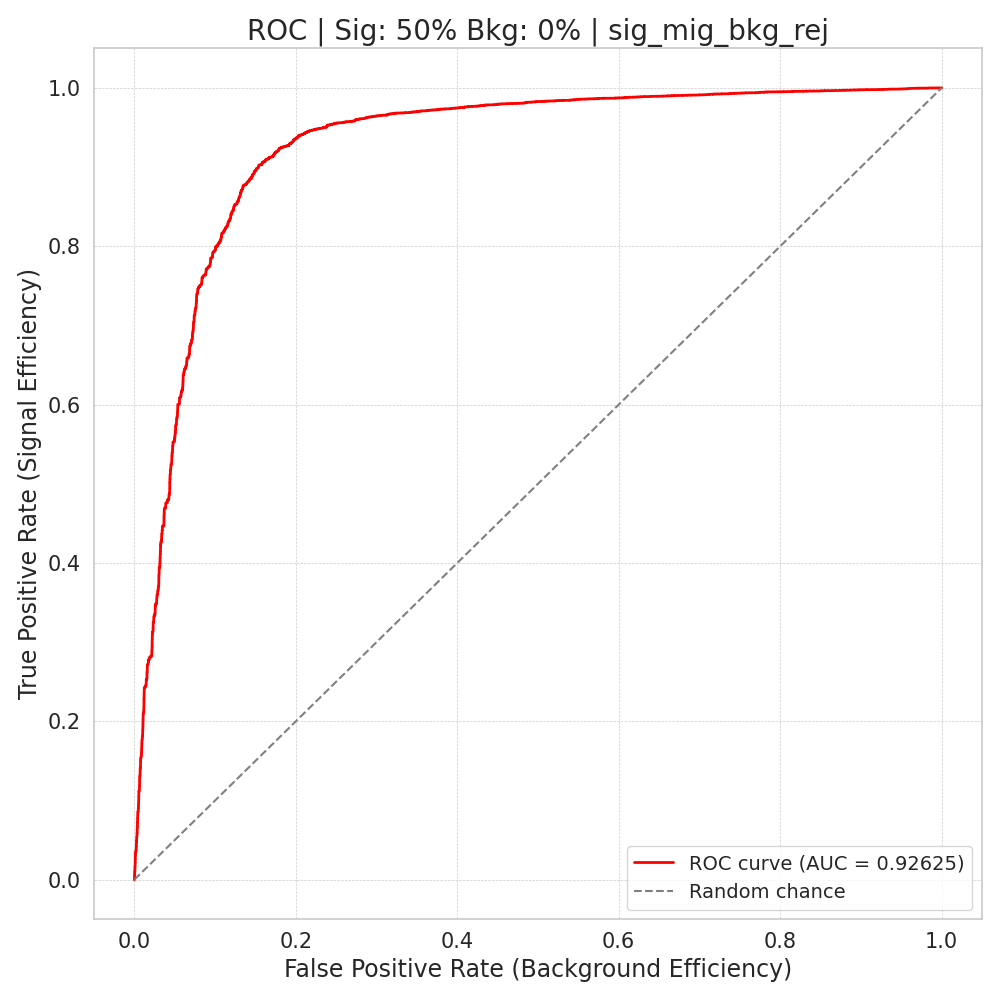 ROC | Sig: 50% Bkg: 0% | sig_mig_bkg_rej
True Positive Rate (Signal Efficiency)
1.0
0.8
0.6
0.4
0.2
0.0
ROC curve (AUC = 0.92625)
Random chance
0.0 0.2 0.4 0.6 0.8 1.0
False Positive Rate (Background Efficiency)